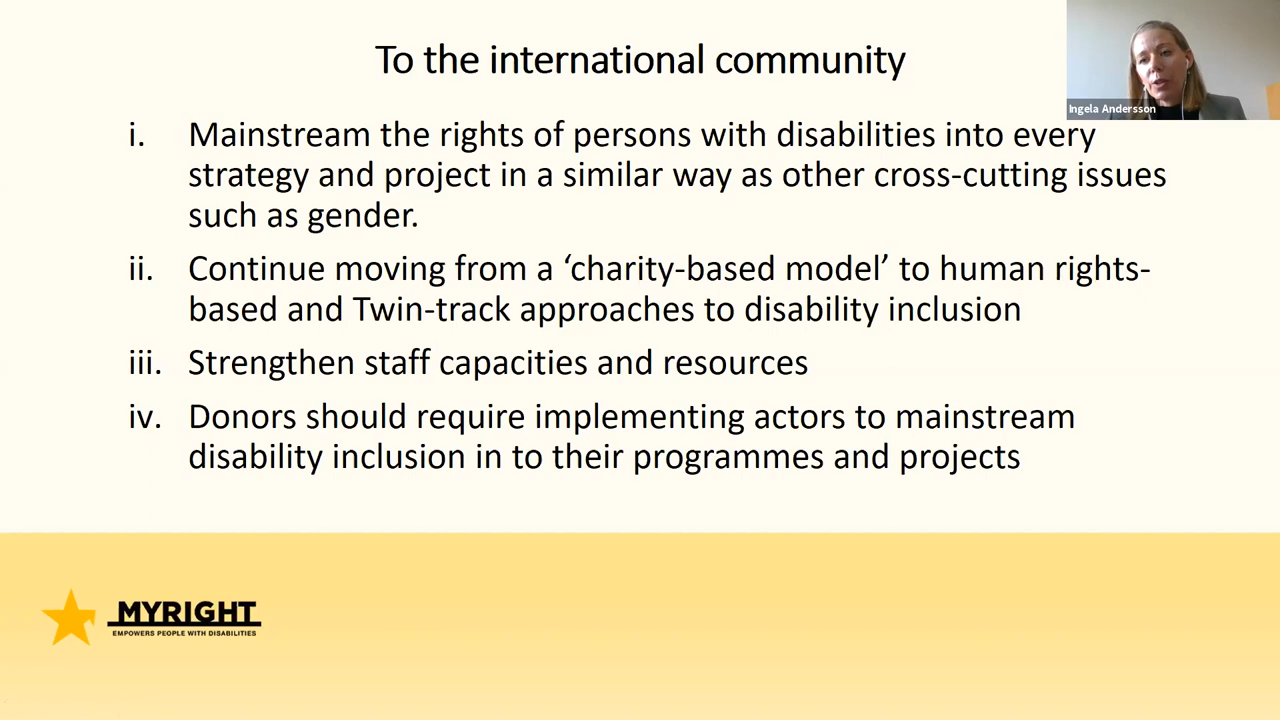 To the international community
Ingela Andersson
i. Mainstream the rights of persons with disabilities into every
strategy and project in a similar way as other cross-cutting issues
such as gender.
ii. Continue moving from a ‘charity-based model’ to human rights-
based and Twin-track approaches to disability inclusion
iii. Strengthen staff capacities and resources
iv. Donors should require implementing actors to mainstream
disability inclusion in to their programmes and projects
MYRIGHT
EMPOWERS PEOPLE WITH DISABILITIES